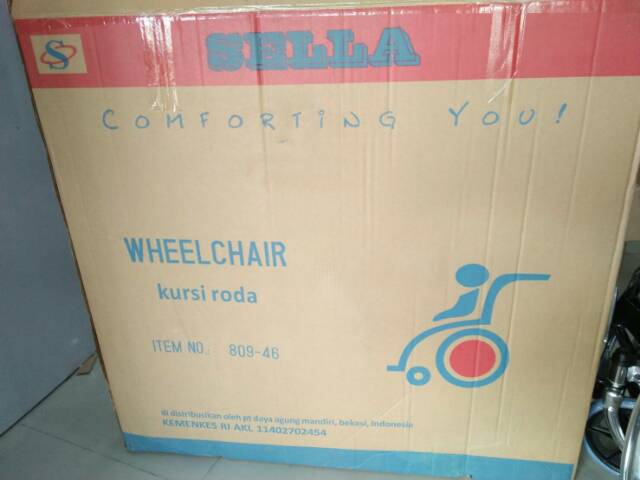 S
SELLA
COMFORTING YOU!
WHEELCHAIR
kursi roda
ITEM NO.: 809-46
di distribusikan oleh pt daya agung mandiri, bekasi, indonesia
KEMENKES RI AKL 11402702454